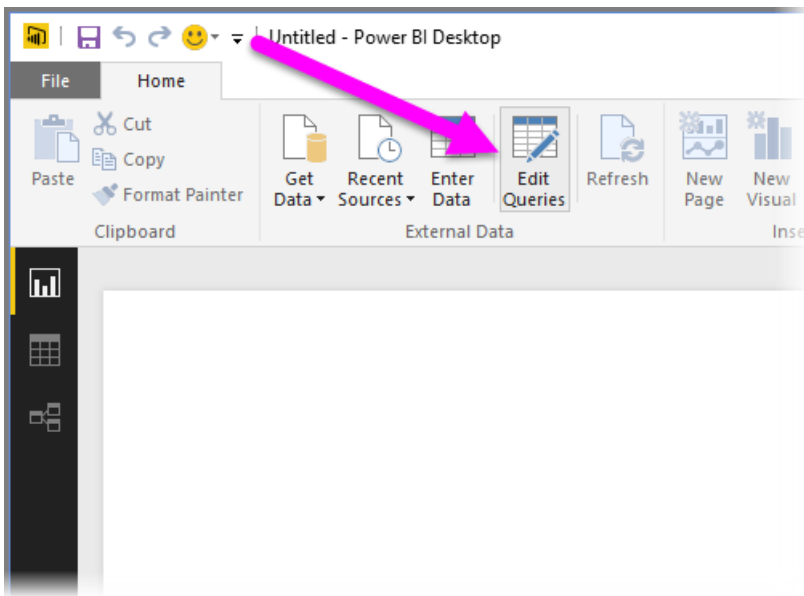 Untitled - Power BI Desktop
File Home
Cut
Copy
Format Painter
Paste
Get Data
Recent Sources
Enter Data
Edit Queries
Refresh
New Page
New Visual
Clipboard
External Data
Inse